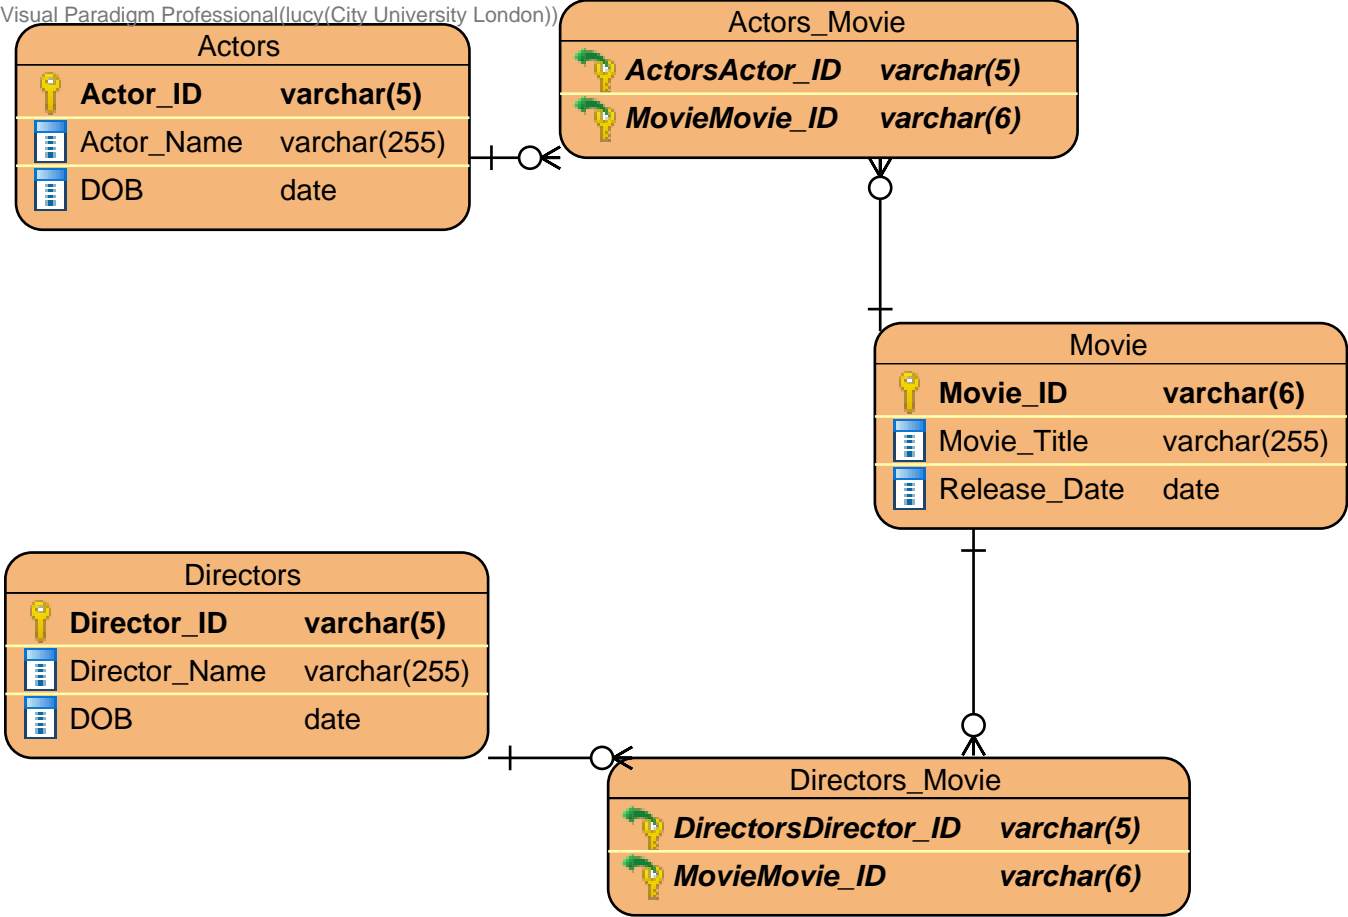 Visual Paradigm Professional(lucy(City University London))
Actors
Actor_ID varchar(5)
Actor_Name varchar(255)
DOB date
Actors_Movie
ActorsActor_ID varchar(5)
MovieMovie_ID varchar(6)
Movie
Movie_ID varchar(6)
Movie_Title varchar(255)
Release_Date date
Directors
Director_ID varchar(5)
Director_Name varchar(255)
DOB date
Directors_Movie
DirectorsDirector_ID varchar(5)
MovieMovie_ID varchar(6)